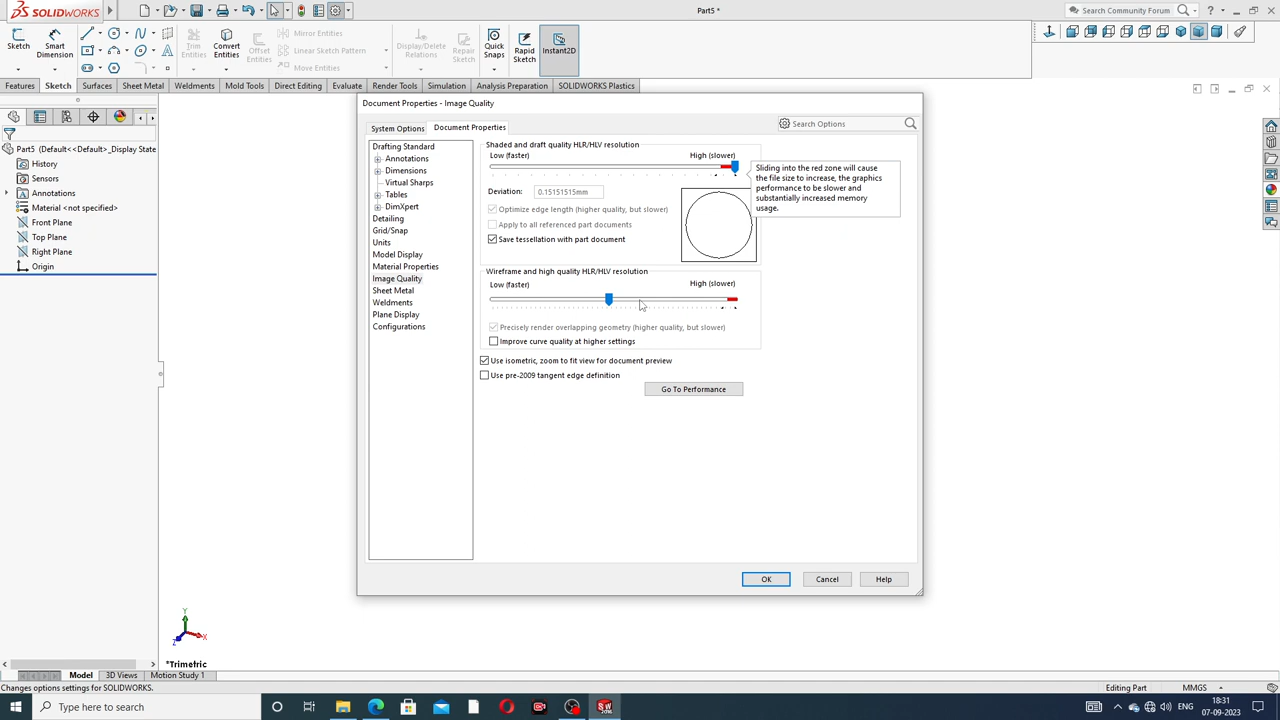 SOLIDWORKS
Part5 *
Search Community Forum
Sketch
Smart Dimension
Trim Entities
Convert Entities
Offset Entities
Mirror Entities
Linear Sketch Pattern
Move Entities
Display/Delete Relations
Repair Sketch
Quick Snaps
Rapid Sketch
Instant2D
Features
Sketch
Surfaces
Sheet Metal
Weldments
Mold Tools
Direct Editing
Evaluate
Render Tools
Simulation
Analysis Preparation
SOLIDWORKS Plastics
Part5 (Default<<Default>_Display State
History
Sensors
Annotations
Material <not specified>
Front Plane
Top Plane
Right Plane
Origin
Document Properties - Image Quality
System Options
Document Properties
Search Options
Drafting Standard
Annotations
Dimensions
Virtual Sharps
Tables
DimXpert
Detailing
Grid/Snap
Units
Model Display
Material Properties
Image Quality
Sheet Metal
Weldments
Plane Display
Configurations
Shaded and draft quality HLR/HLV resolution
Low (faster)
High (slower)
Deviation:
0.15151515mm
Optimize edge length (higher quality, but slower)
Apply to all referenced part documents
Save tessellation with part document
Sliding into the red zone will cause
the file size to increase, the graphics
performance to be slower and
substantially increased memory
usage.
Wireframe and high quality HLR/HLV resolution
Low (faster)
High (slower)
Precisely render overlapping geometry (higher quality, but slower)
Improve curve quality at higher settings
Use isometric, zoom to fit view for document preview
Use pre-2009 tangent edge definition
Go To Performance
OK
Cancel
Help
Y
X
Z
*Trimetric
Model
3D Views
Motion Study 1
Changes options settings for SOLIDWORKS.
Editing Part
MMGS
Type here to search
ENG
18:31
07-09-2023